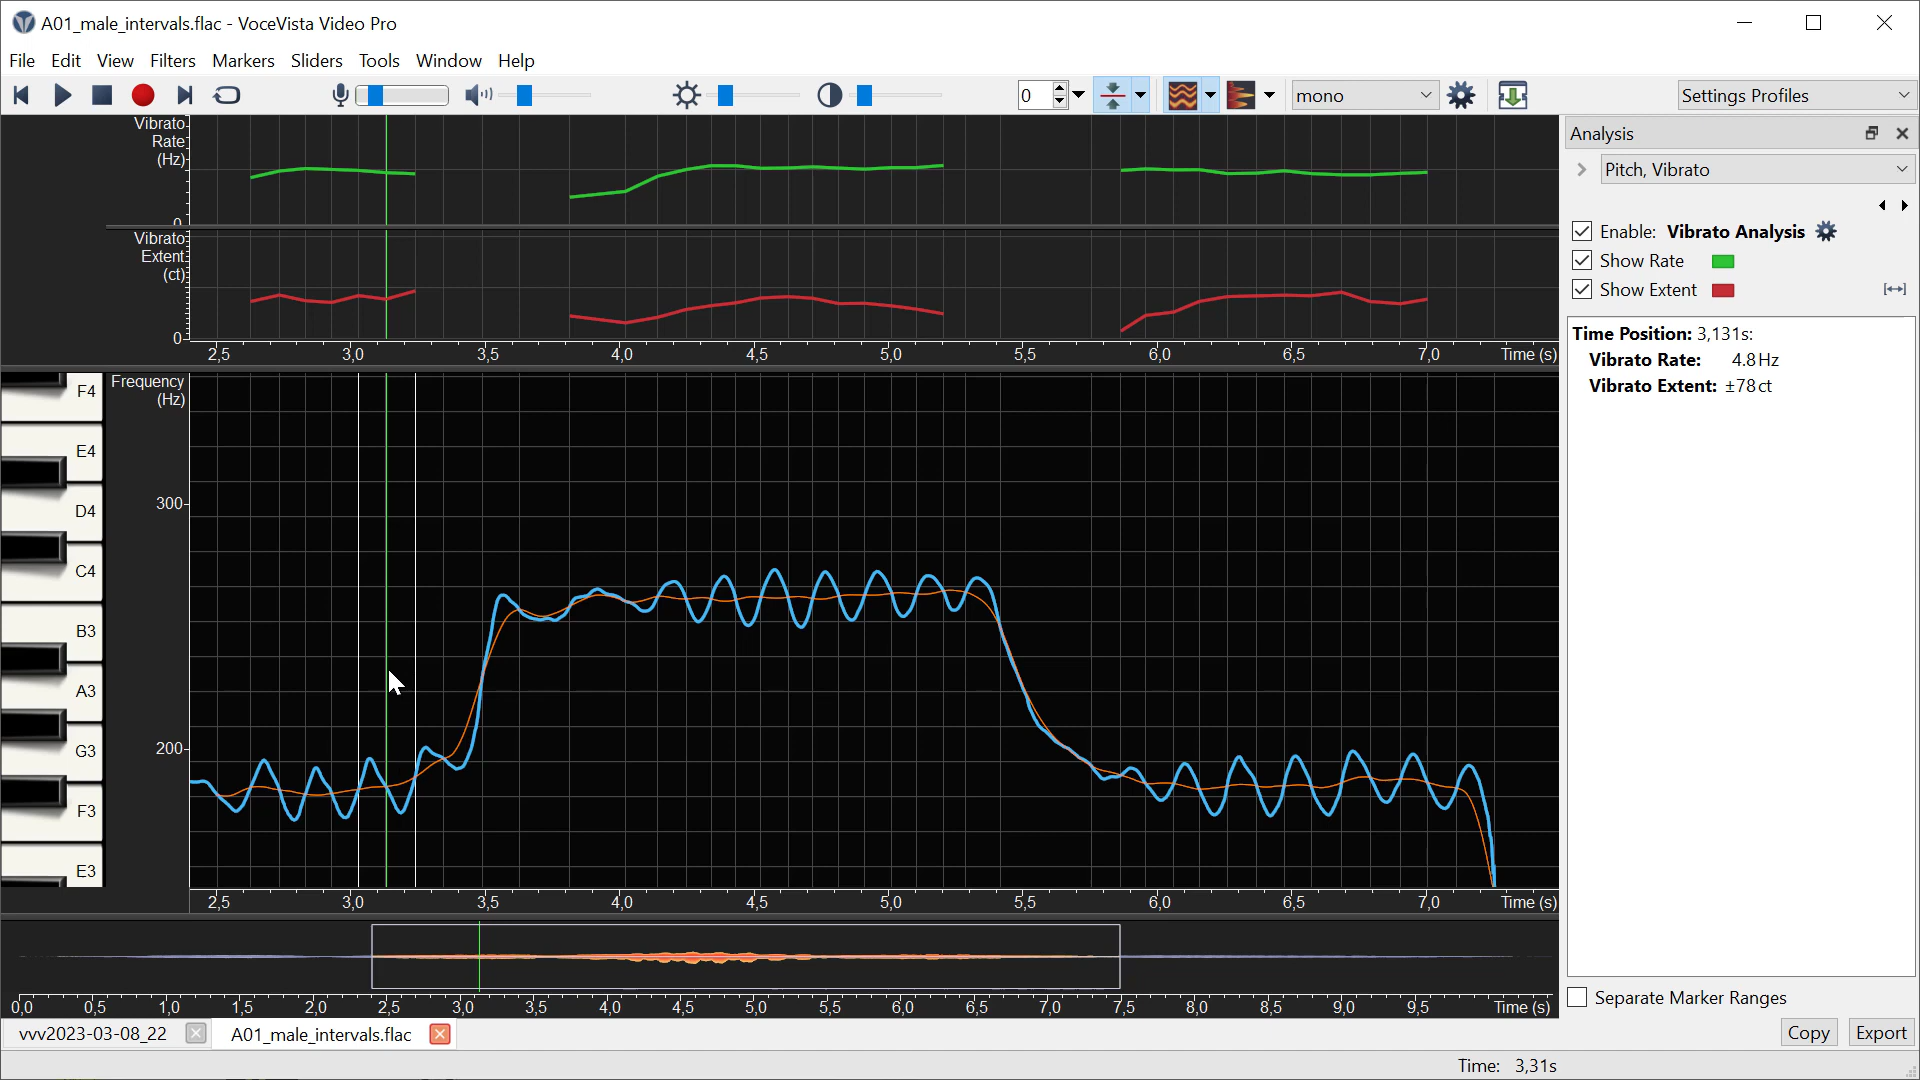 A01_male_intervals.flac - VoceVista Video Pro
File Edit View Filters Markers Sliders Tools Window Help
0 mono Settings Profiles
Vibrato
Rate
(Hz)
0
Vibrato
Extent
(ct)
0
2,5 3,0 3,5 4,0 4,5 5,0 5,5 6,0 6,5 7,0 Time (s)
Frequency
(Hz)
300
200
F4
E4
D4
C4
B3
A3
G3
F3
E3
2,5 3,0 3,5 4,0 4,5 5,0 5,5 6,0 6,5 7,0 Time (s)
0,0 0,5 1,0 1,5 2,0 2,5 3,0 3,5 4,0 4,5 5,0 5,5 6,0 6,5 7,0 7,5 8,0 8,5 9,0 9,5 Time (s)
vvv2023-03-08_22 A01_male_intervals.flac
Analysis
Pitch, Vibrato
Enable: Vibrato Analysis
Show Rate
Show Extent
Time Position: 3,131s:
Vibrato Rate: 4.8 Hz
Vibrato Extent: ±78 ct
Separate Marker Ranges
Copy Export
Time: 3,31s